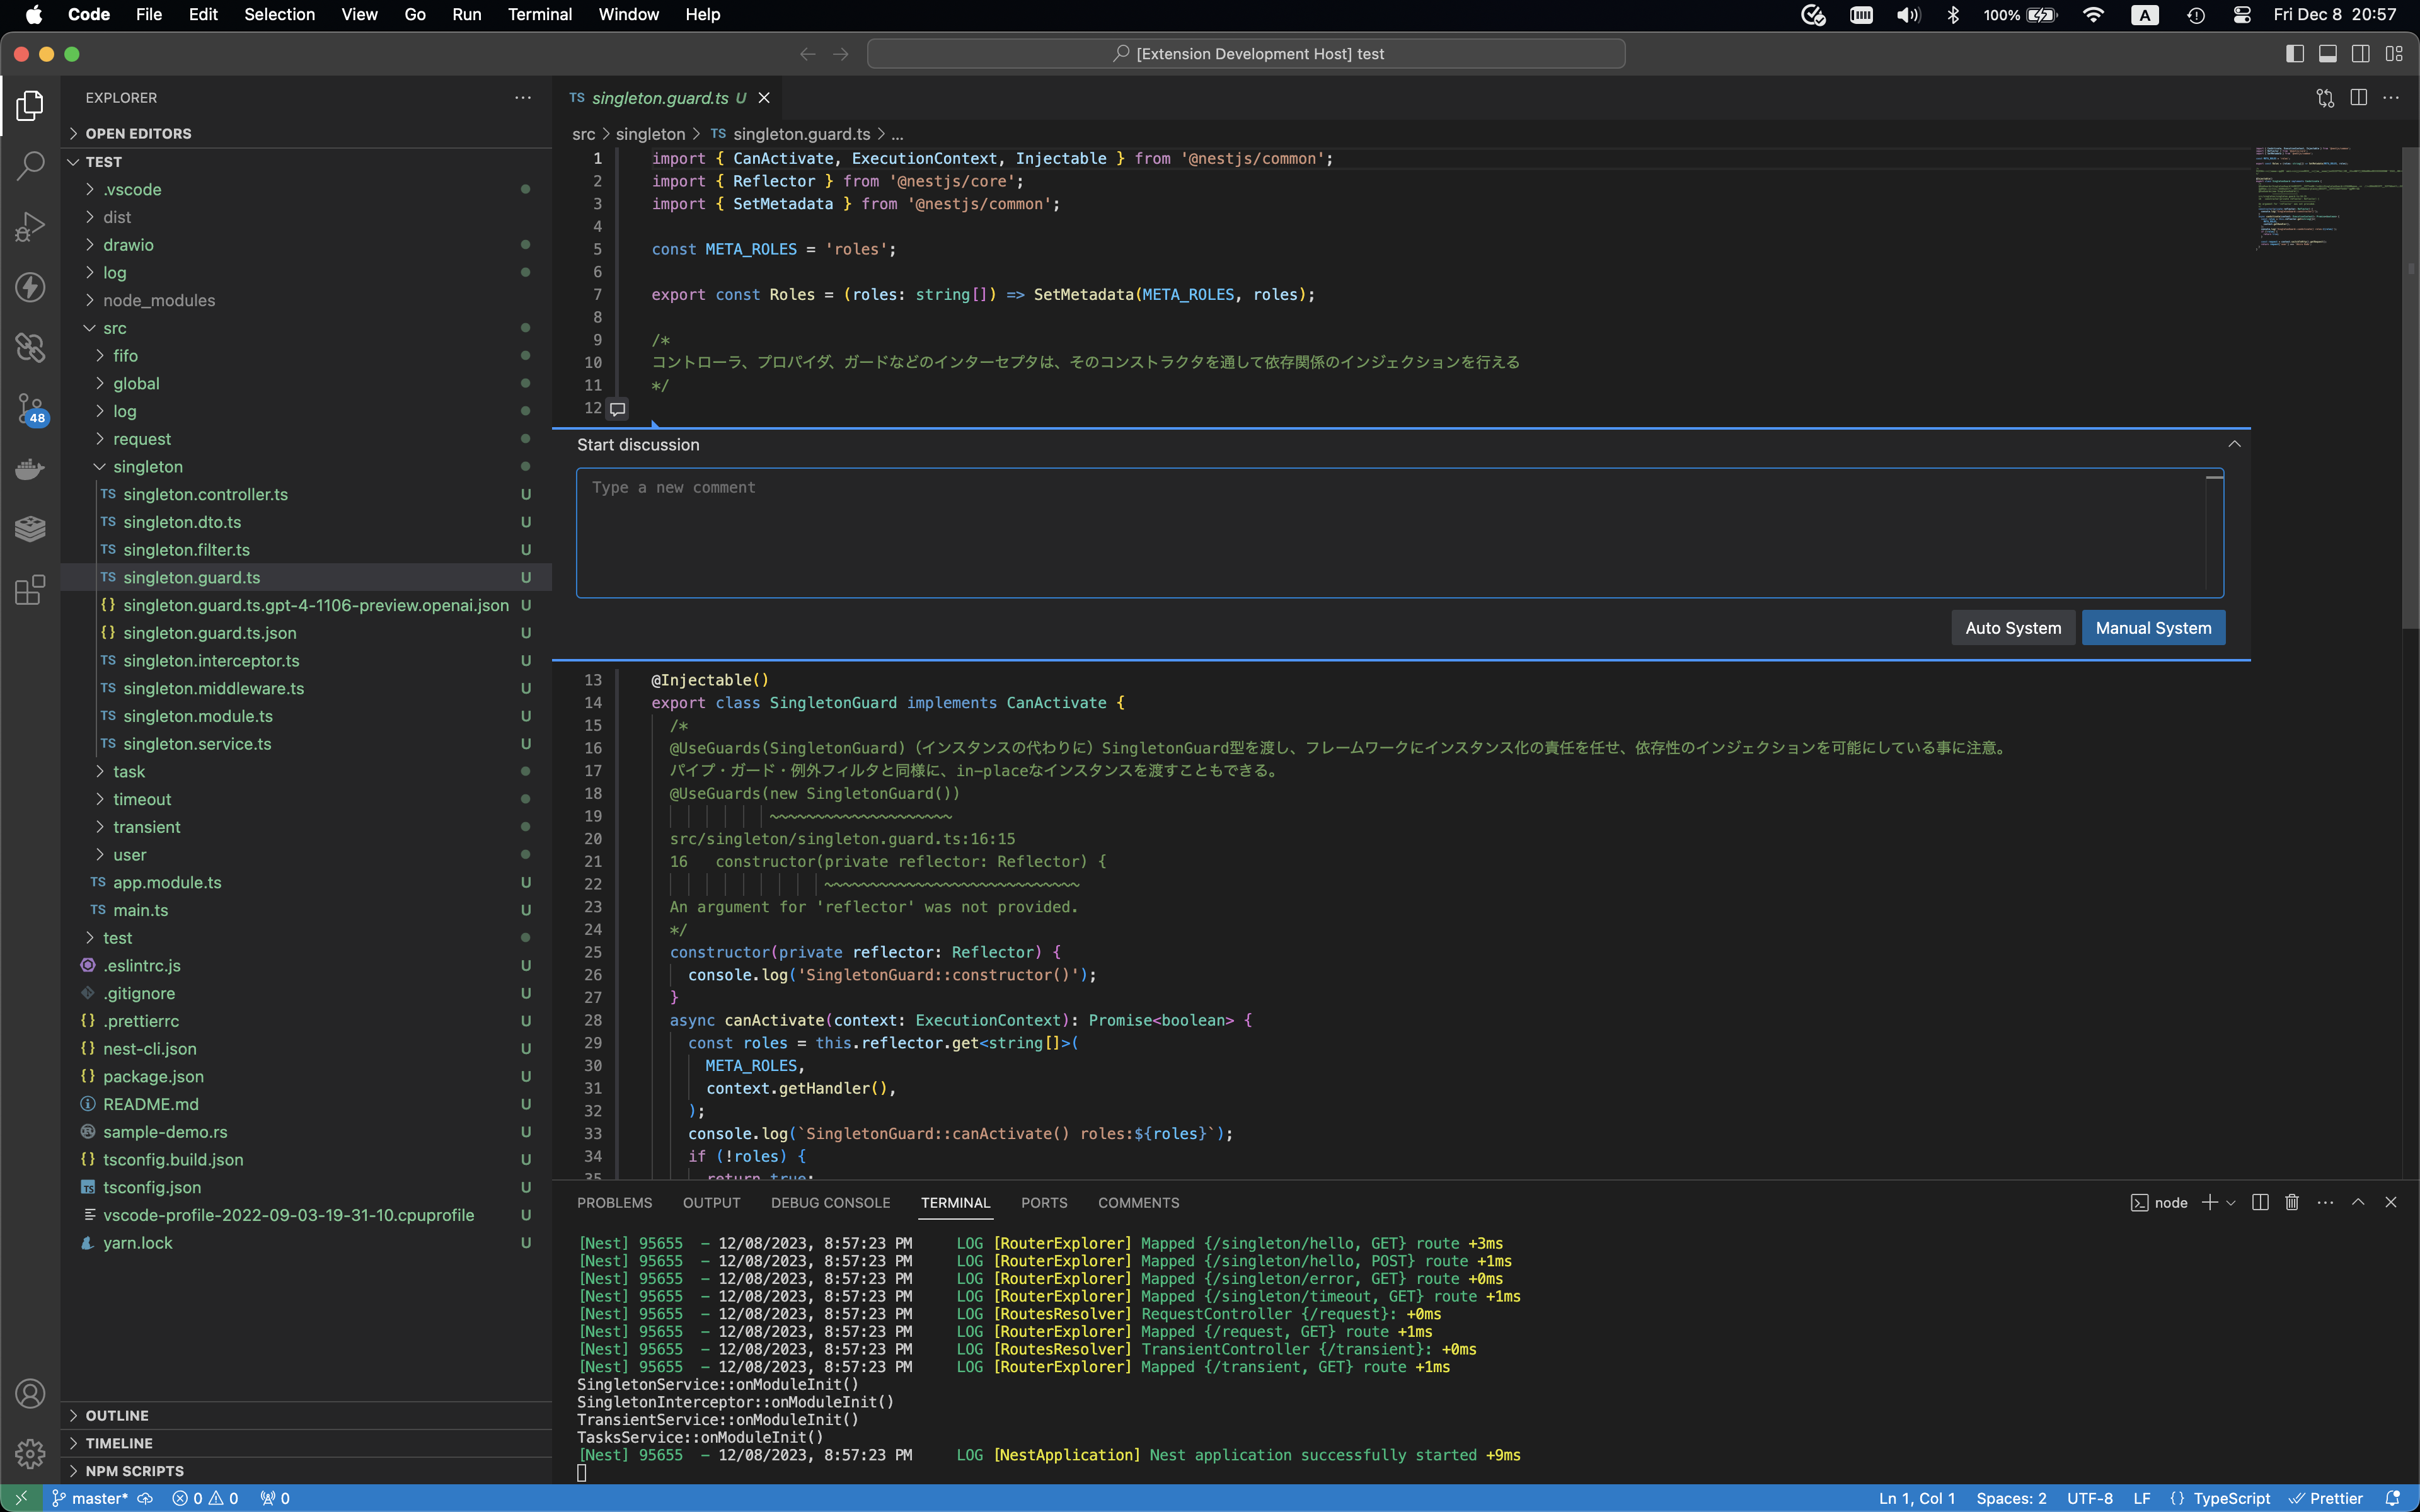 Code File Edit Selection View Go Run Terminal Window Help 100% A Fri Dec 8 20:57
[Extension Development Host] test
EXPLORER
OPEN EDITORS
TEST
.vscode
dist
drawio
log
node_modules
src
fifo
global
log
request
singleton
TS singleton.controller.ts U
TS singleton.dto.ts U
TS singleton.filter.ts U
TS singleton.guard.ts U
{} singleton.guard.ts.gpt-4-1106-preview.openai.json U
{} singleton.guard.ts.json U
TS singleton.interceptor.ts U
TS singleton.middleware.ts U
TS singleton.module.ts U
TS singleton.service.ts U
task
timeout
transient
user
TS app.module.ts U
TS main.ts U
test
.eslintrc.js U
.gitignore U
{} .prettierrc U
{} nest-cli.json U
{} package.json U
README.md U
sample-demo.rs U
{} tsconfig.build.json U
TS tsconfig.json U
vscode-profile-2022-09-03-19-31-10.cpuprofile U
yarn.lock U
OUTLINE
TIMELINE
NPM SCRIPTS
48
TS singleton.guard.ts U
src > singleton > TS singleton.guard.ts > ...
1 import { CanActivate, ExecutionContext, Injectable } from '@nestjs/common';
2 import { Reflector } from '@nestjs/core';
3 import { SetMetadata } from '@nestjs/common';
4
5 const META_ROLES = 'roles';
6
7 export const Roles = (roles: string[]) => SetMetadata(META_ROLES, roles);
8
9 /*
10 コントローラ、プロパイダ、ガードなどのインターセプタは、そのコンストラクタを通して依存関係のインジェクションを行える
11 */
12
Start discussion
Type a new comment
Auto System Manual System
13 @Injectable()
14 export class SingletonGuard implements CanActivate {
15 /*
16 @UseGuards(SingletonGuard)（インスタンスの代わりに）SingletonGuard型を渡し、フレームワークにインスタンス化の責任を任せ、依存性のインジェクションを可能にしている事に注意。
17 パイプ・ガード・例外フィルタと同様に、in-placeなインスタンスを渡すこともできる。
18 @UseGuards(new SingletonGuard())
19 ~~~~~~~~~~~~~~~~~~~~
20 src/singleton/singleton.guard.ts:16:15
21 16 constructor(private reflector: Reflector) {
22 ~~~~~~~~~~~~~~~~~~~~~~~~~~~~
23 An argument for 'reflector' was not provided.
24 */
25 constructor(private reflector: Reflector) {
26 console.log('SingletonGuard::constructor()');
27 }
28 async canActivate(context: ExecutionContext): Promise<boolean> {
29 const roles = this.reflector.get<string[]>(
30 META_ROLES,
31 context.getHandler(),
32 );
33 console.log(`SingletonGuard::canActivate() roles:${roles}`);
34 if (!roles) {
35 return true;
PROBLEMS OUTPUT DEBUG CONSOLE TERMINAL PORTS COMMENTS node
[Nest] 95655 - 12/08/2023, 8:57:23 PM LOG [RouterExplorer] Mapped {/singleton/hello, GET} route +3ms
[Nest] 95655 - 12/08/2023, 8:57:23 PM LOG [RouterExplorer] Mapped {/singleton/hello, POST} route +1ms
[Nest] 95655 - 12/08/2023, 8:57:23 PM LOG [RouterExplorer] Mapped {/singleton/error, GET} route +0ms
[Nest] 95655 - 12/08/2023, 8:57:23 PM LOG [RouterExplorer] Mapped {/singleton/timeout, GET} route +1ms
[Nest] 95655 - 12/08/2023, 8:57:23 PM LOG [RoutesResolver] RequestController {/request}: +0ms
[Nest] 95655 - 12/08/2023, 8:57:23 PM LOG [RouterExplorer] Mapped {/request, GET} route +1ms
[Nest] 95655 - 12/08/2023, 8:57:23 PM LOG [RoutesResolver] TransientController {/transient}: +0ms
[Nest] 95655 - 12/08/2023, 8:57:23 PM LOG [RouterExplorer] Mapped {/transient, GET} route +1ms
SingletonService::onModuleInit()
SingletonInterceptor::onModuleInit()
TransientService::onModuleInit()
TasksService::onModuleInit()
[Nest] 95655 - 12/08/2023, 8:57:23 PM LOG [NestApplication] Nest application successfully started +9ms
master* 0 0 0 Ln 1, Col 1 Spaces: 2 UTF-8 LF {} TypeScript Prettier